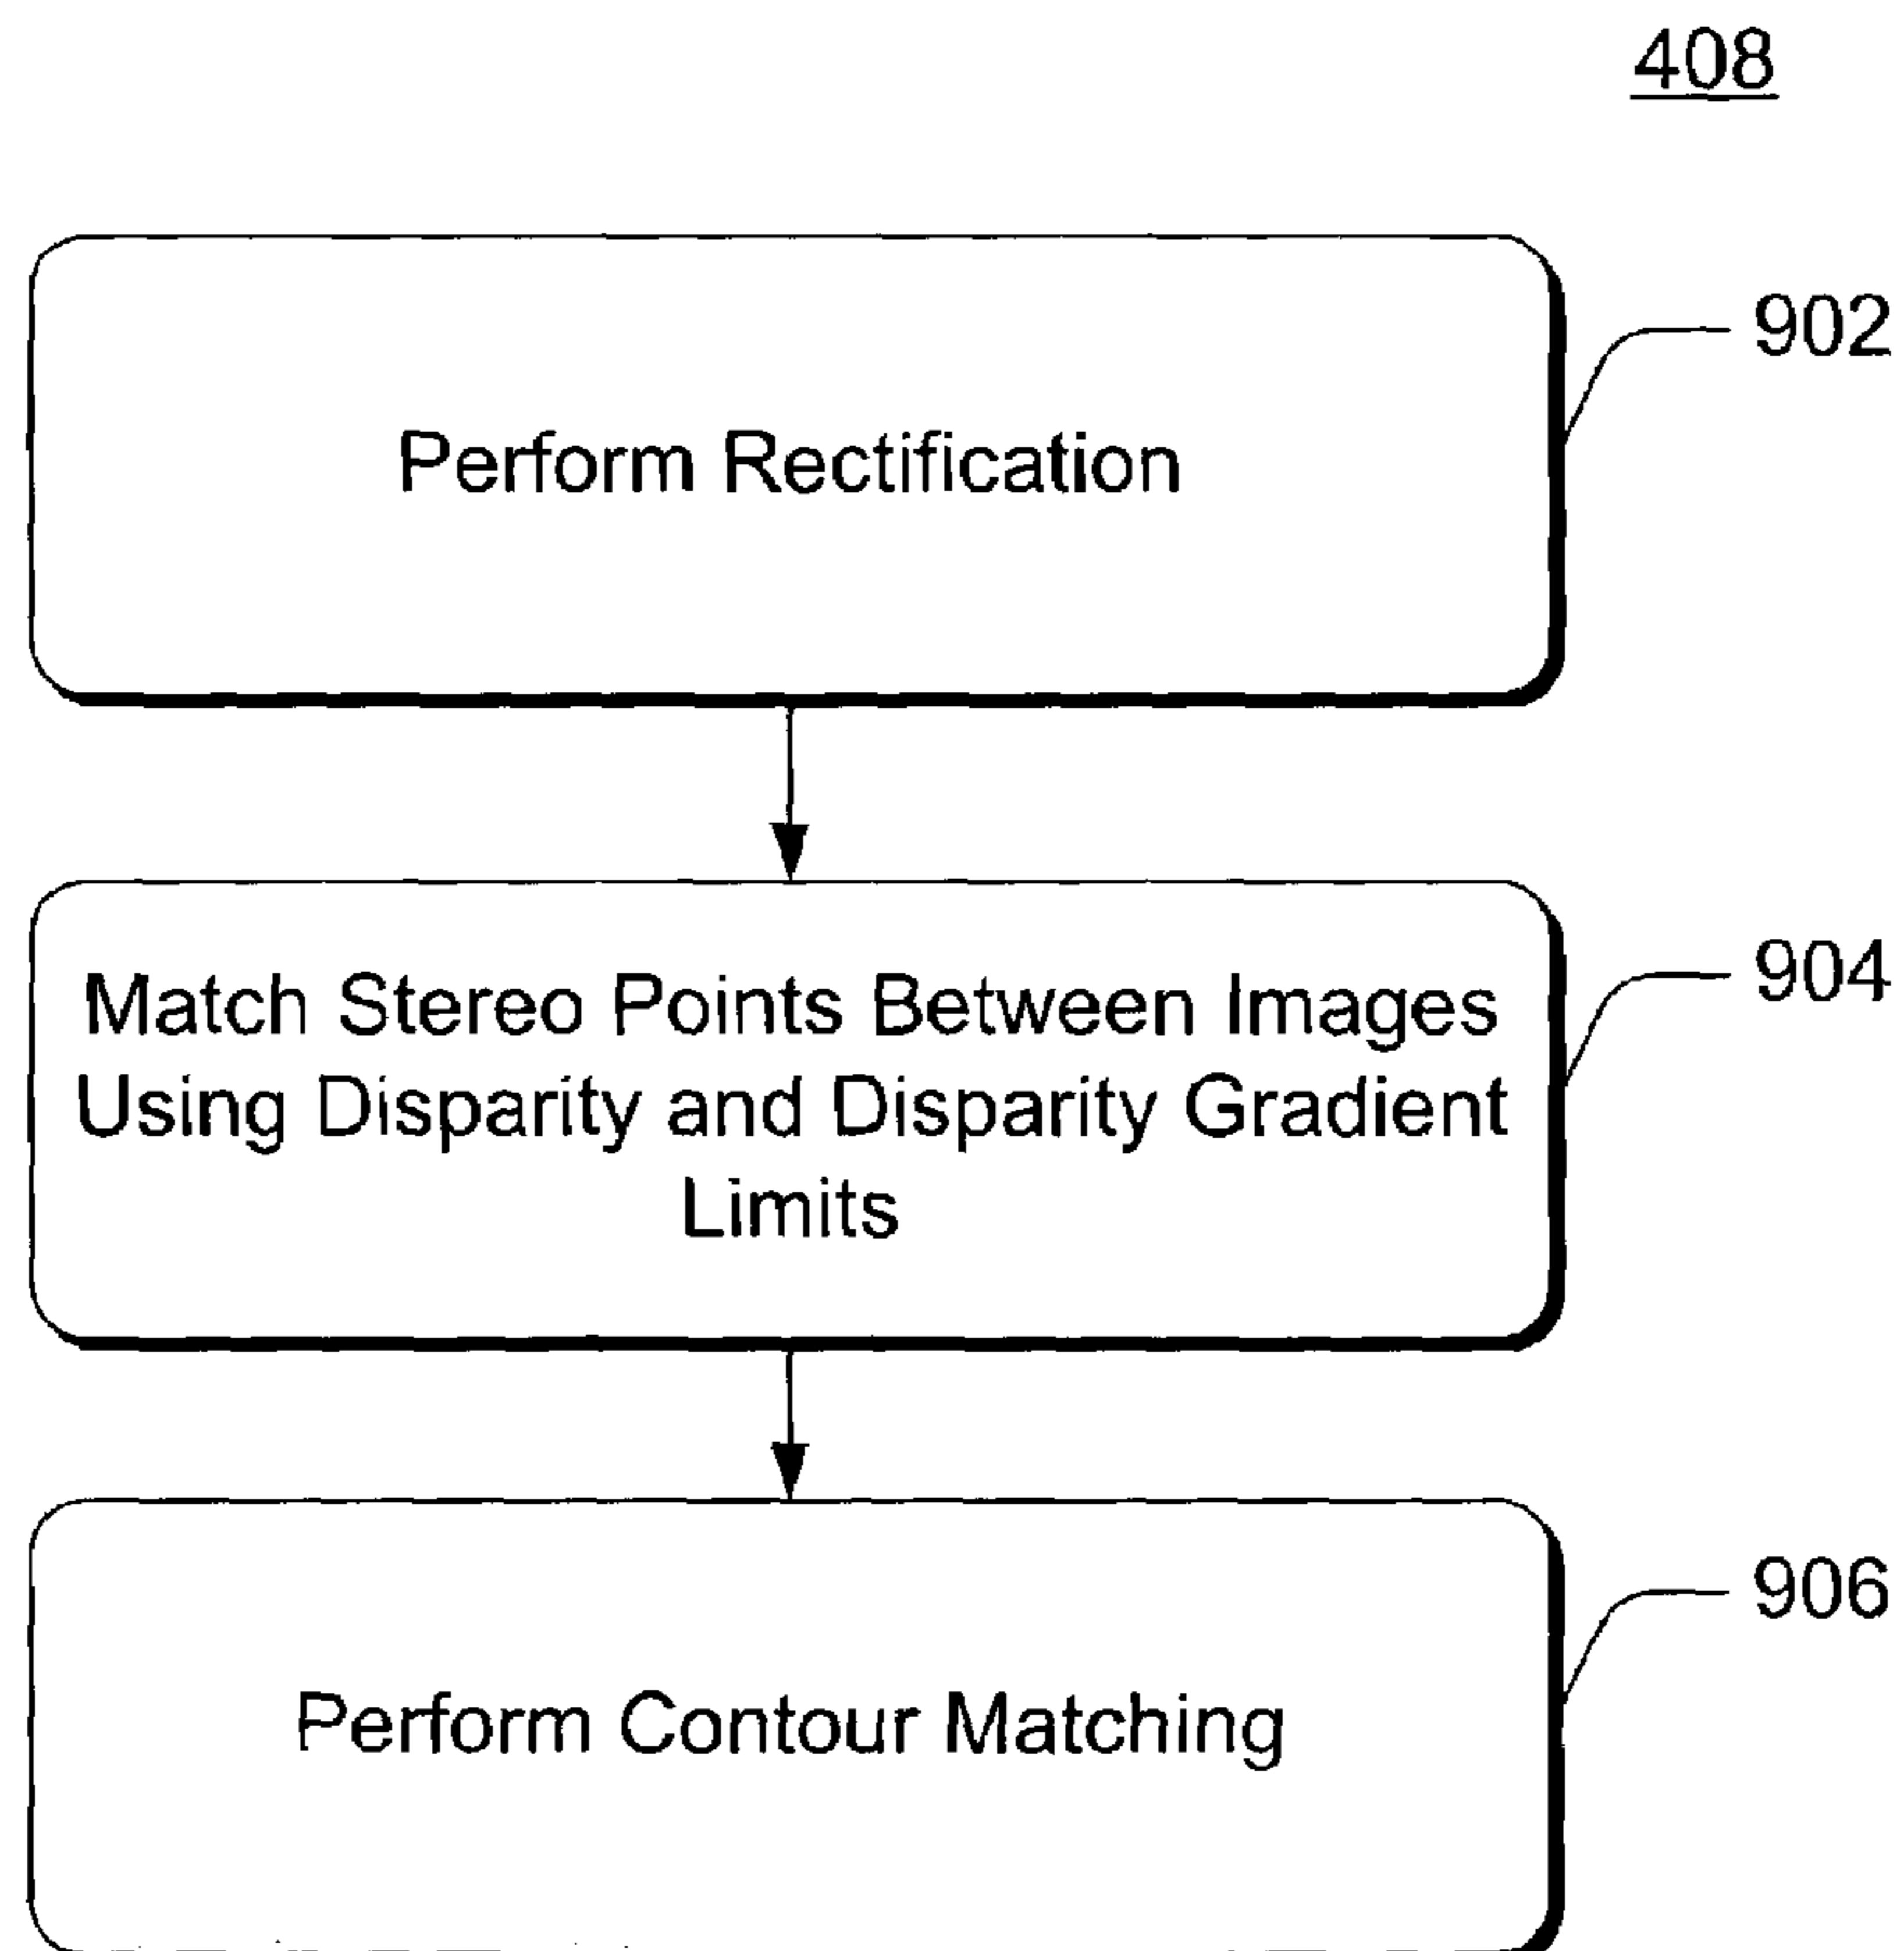 408
Perform Rectification
902
Match Stereo Points Between Images
Using Disparity and Disparity Gradient
Limits
904
Perform Contour Matching
906